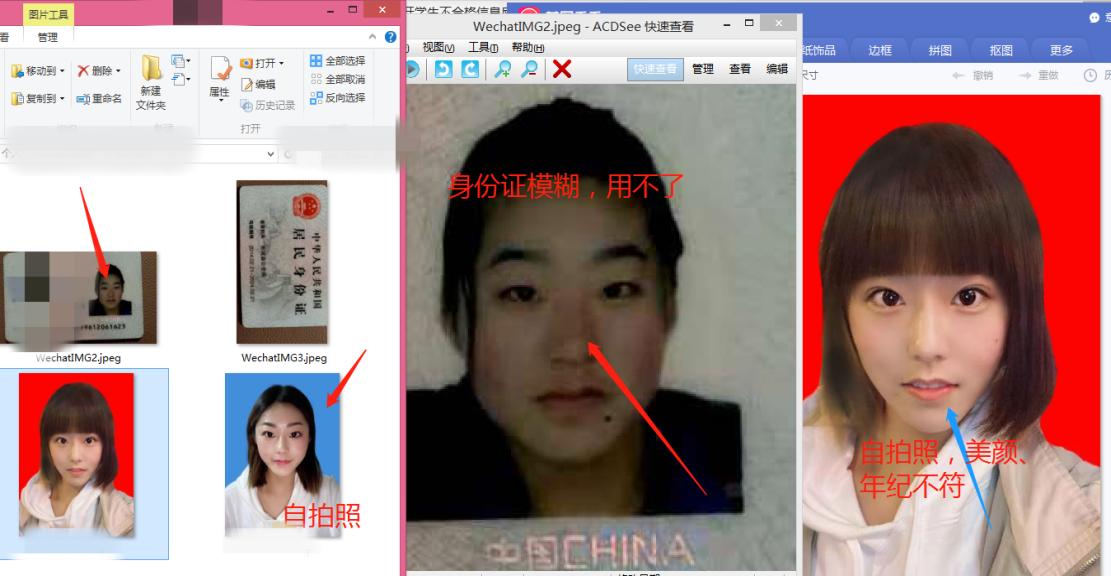 图片工具
看
管理
移动到
删除
复制到
重命名
新建
文件夹
属性
打开
编辑
历史记录
全部选择
全部取消
反向选择
打开
中华人民共和国
居民身份证
WechatIMG2.jpeg
WechatIMG3.jpeg
自拍照
WechatIMG2.jpeg - ACDSee 快速查看
视图(V) 工具(T) 帮助(H)
快速查看 管理 查看 编辑
身份证模糊，用不了
中国CHINA
纸饰品 边框 拼图 抠图 更多
尺寸
撤销 重做 历
自拍照，美颜、
年纪不符